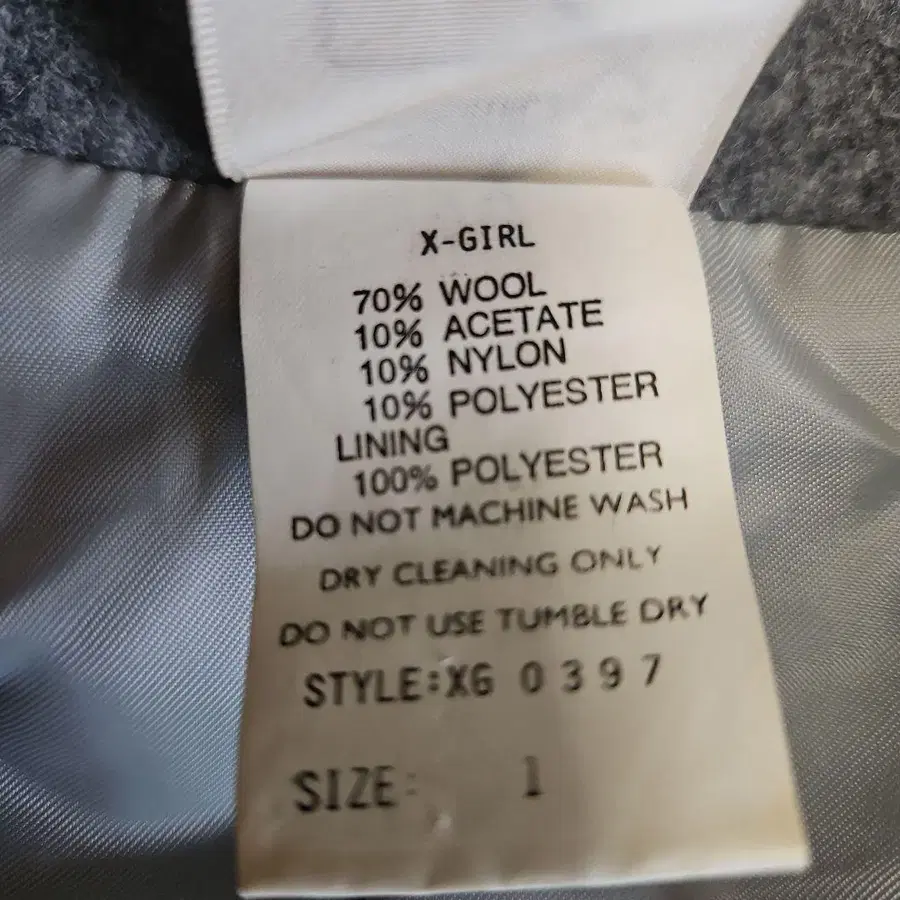 X-GIRL
70% WOOL
10% ACETATE
10% NYLON
10% POLYESTER
LINING
100% POLYESTER
DO NOT MACHINE WASH
DRY CLEANING ONLY
DO NOT USE TUMBLE DRY
STYLE:XG 0397
SIZE: 1